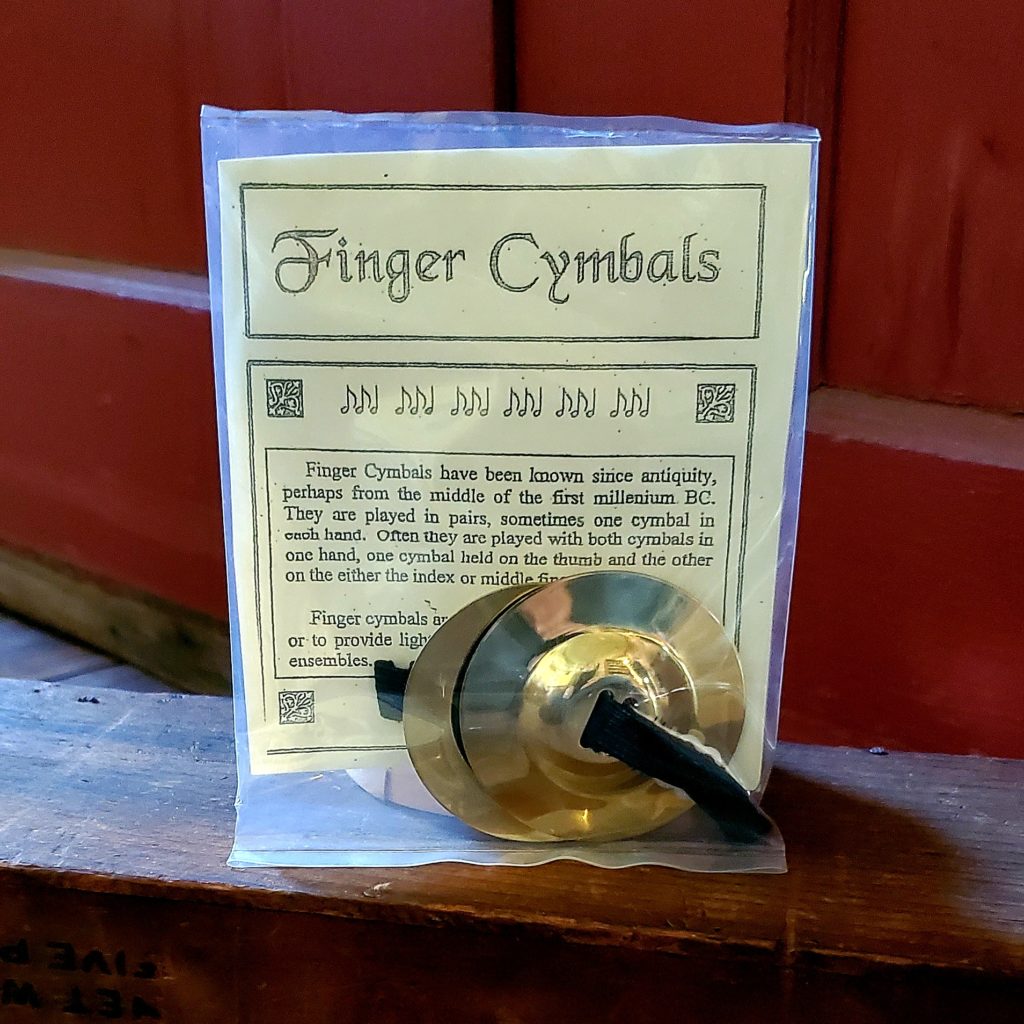 Finger Cymbals
Finger Cymbals have been known since antiquity,
perhaps from the middle of the first millenium BC.
They are played in pairs, sometimes one cymbal in
each hand. Often they are played with both cymbals in
one hand, one cymbal held on the thumb and the other
on the either the index or middle
Finger cymbals
or to provide
ensembles.
FIVE
NET